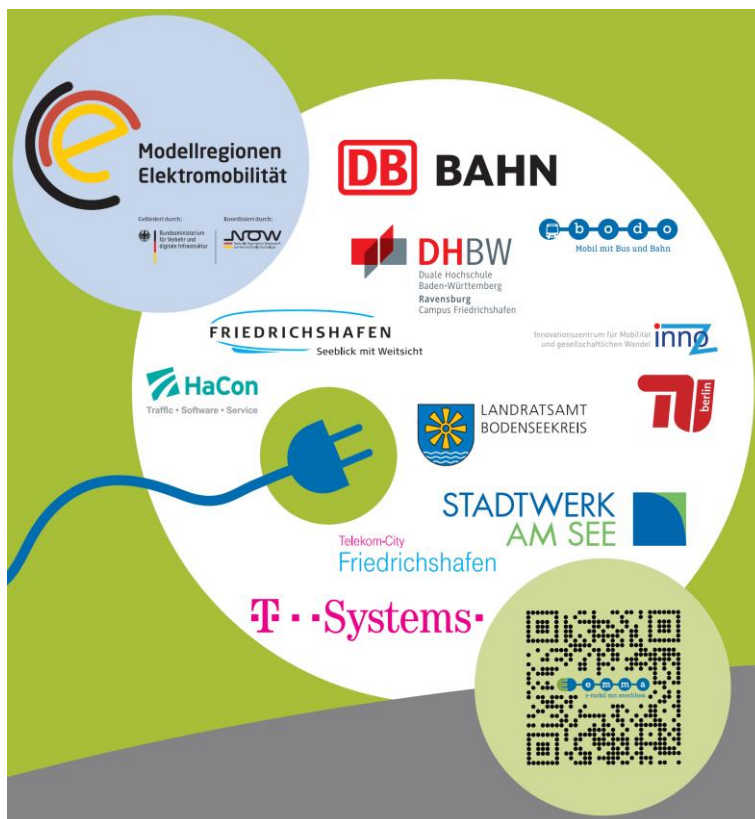 e
Modellregionen
Elektromobilität
Gefördert durch:
Koordiniert durch:
Bundesministerium
für Verkehr und
digitale Infrastruktur
NOW
DB BAHN
DHBW
Duale Hochschule
Baden-Württemberg
Ravensburg
Campus Friedrichshafen
bodo
Mobil mit Bus und Bahn
FRIEDRICHSHAFEN
Seeblick mit Weitsicht
Innovationszentrum für Mobilität
und gesellschaftlichen Wandel
innoZ
HaCon
Traffic • Software • Service
LANDRATSAMT
BODENSEEKREIS
TU
berlin
STADTWERK
AM SEE
Telekom-City
Friedrichshafen
T··Systems·
emma
e-mobil mit anschluss